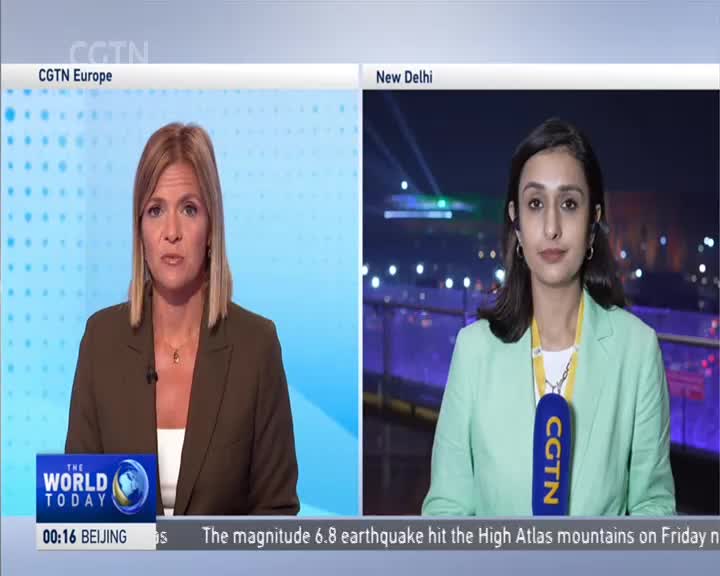 CGTN
CGTN Europe
New Delhi
CGTN
THE
WORLD
TODAY
00:16 BEIJING
as The magnitude 6.8 earthquake hit the High Atlas mountains on Friday n